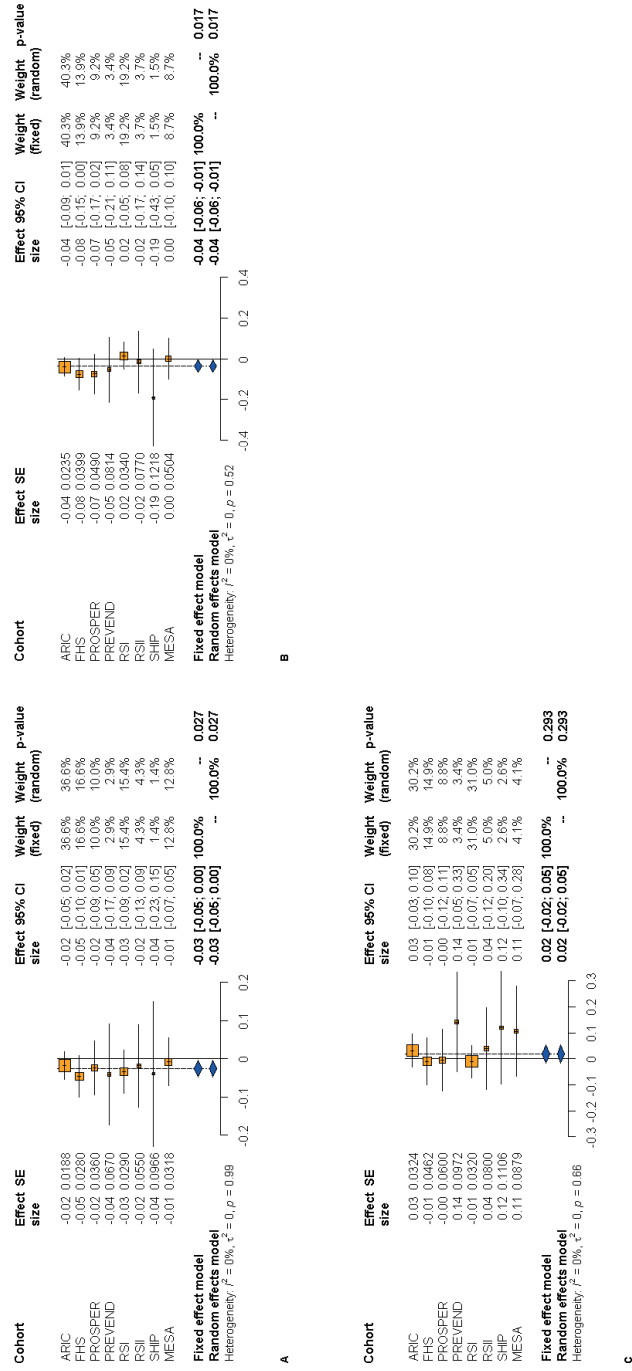 Cohort Effect size SE Effect size 95% CI Weight (fixed) Weight (random) p-value
ARIC -0.02 0.0188 -0.02 [-0.05; 0.02] 36.6% 36.6%
FHS -0.05 0.0280 -0.05 [-0.10; 0.01] 16.6% 16.6%
PROSPER -0.02 0.0360 -0.02 [-0.09; 0.05] 10.0% 10.0%
PREVEND -0.04 0.0670 -0.04 [-0.17; 0.09] 2.9% 2.9%
RSI -0.03 0.0290 -0.03 [-0.09; 0.02] 15.4% 15.4%
RSII -0.02 0.0550 -0.02 [-0.13; 0.09] 4.3% 4.3%
SHIP -0.04 0.0966 -0.04 [-0.23; 0.15] 1.4% 1.4%
MESA -0.01 0.0318 -0.01 [-0.07; 0.05] 12.8% 12.8%
Fixed effect model -0.03 [-0.05; 0.00] 100.0% -- 0.027
Random effects model -0.03 [-0.05; 0.00] -- 100.0% 0.027
Heterogeneity: I² = 0%, τ² = 0, p = 0.99
-0.2 -0.1 0 0.1 0.2
A
Cohort Effect size SE Effect size 95% CI Weight (fixed) Weight (random) p-value
ARIC -0.04 0.0235 -0.04 [-0.09; 0.01] 40.3% 40.3%
FHS -0.08 0.0399 -0.08 [-0.15; 0.00] 13.9% 13.9%
PROSPER -0.07 0.0490 -0.07 [-0.17; 0.02] 9.2% 9.2%
PREVEND -0.05 0.0814 -0.05 [-0.21; 0.11] 3.4% 3.4%
RSI 0.02 0.0340 0.02 [-0.05; 0.08] 19.2% 19.2%
RSII -0.02 0.0770 -0.02 [-0.17; 0.14] 3.7% 3.7%
SHIP -0.19 0.1218 -0.19 [-0.43; 0.05] 1.5% 1.5%
MESA 0.00 0.0504 0.00 [-0.10; 0.10] 8.7% 8.7%
Fixed effect model -0.04 [-0.06; -0.01] 100.0% -- 0.017
Random effects model -0.04 [-0.06; -0.01] -- 100.0% 0.017
Heterogeneity: I² = 0%, τ² = 0, p = 0.52
-0.4 -0.2 0 0.2 0.4
B
Cohort Effect size SE Effect size 95% CI Weight (fixed) Weight (random) p-value
ARIC 0.03 0.0324 0.03 [-0.03; 0.10] 30.2% 30.2%
FHS -0.01 0.0462 -0.01 [-0.10; 0.08] 14.9% 14.9%
PROSPER -0.00 0.0600 -0.00 [-0.12; 0.11] 8.8% 8.8%
PREVEND 0.14 0.0972 0.14 [-0.05; 0.33] 3.4% 3.4%
RSI -0.01 0.0320 -0.01 [-0.07; 0.05] 31.0% 31.0%
RSII 0.04 0.0800 0.04 [-0.12; 0.20] 5.0% 5.0%
SHIP 0.12 0.1106 0.12 [-0.10; 0.34] 2.6% 2.6%
MESA 0.11 0.0879 0.11 [-0.07; 0.28] 4.1% 4.1%
Fixed effect model 0.02 [-0.02; 0.05] 100.0% -- 0.293
Random effects model 0.02 [-0.02; 0.05] -- 100.0% 0.293
Heterogeneity: I² = 0%, τ² = 0, p = 0.66
-0.3 -0.2 -0.1 0 0.1 0.2 0.3
C